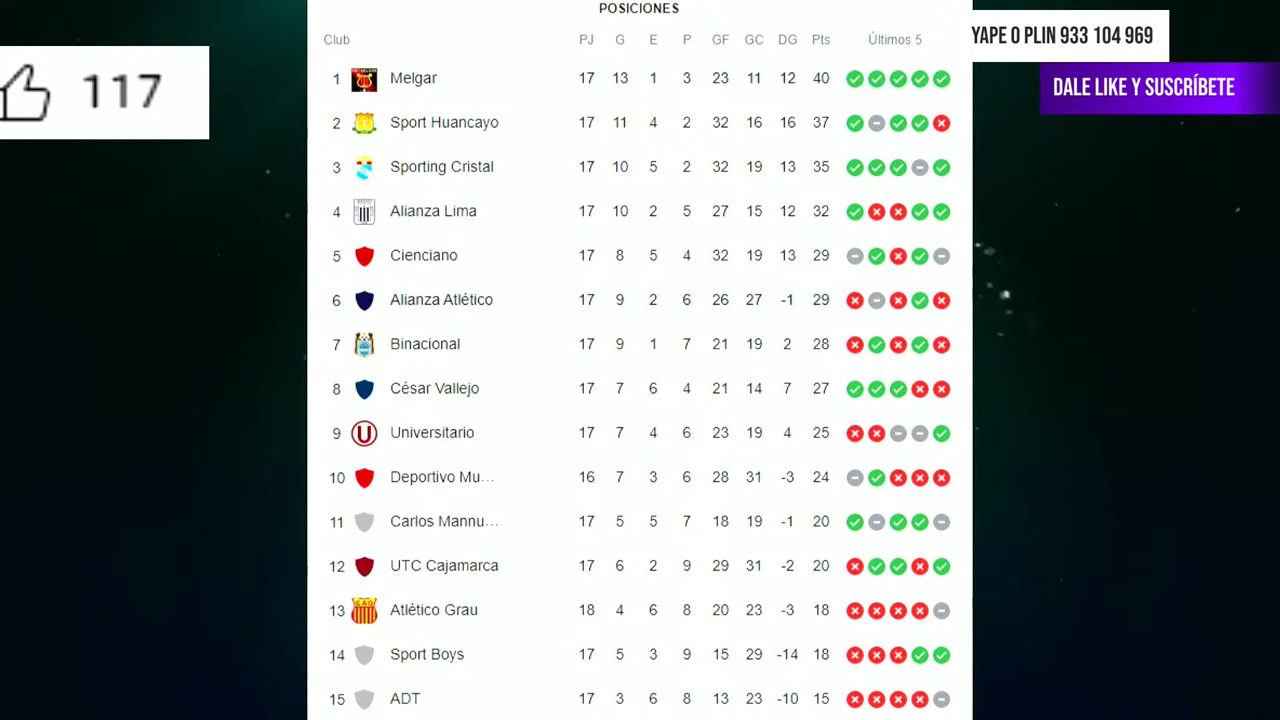 POSICIONES
Club PJ G E P GF GC DG Pts Últimos 5
1 Melgar 17 13 1 3 23 11 12 40
2 Sport Huancayo 17 11 4 2 32 16 16 37
3 Sporting Cristal 17 10 5 2 32 19 13 35
4 Alianza Lima 17 10 2 5 27 15 12 32
5 Cienciano 17 8 5 4 32 19 13 29
6 Alianza Atlético 17 9 2 6 26 27 -1 29
7 Binacional 17 9 1 7 21 19 2 28
8 César Vallejo 17 7 6 4 21 14 7 27
9 Universitario 17 7 4 6 23 19 4 25
10 Deportivo Mu... 16 7 3 6 28 31 -3 24
11 Carlos Mannu... 17 5 5 7 18 19 -1 20
12 UTC Cajamarca 17 6 2 9 29 31 -2 20
13 Atlético Grau 18 4 6 8 20 23 -3 18
14 Sport Boys 17 5 3 9 15 29 -14 18
15 ADT 17 3 6 8 13 23 -10 15
117
YAPE O PLIN 933 104 969
DALE LIKE Y SUSCRÍBETE